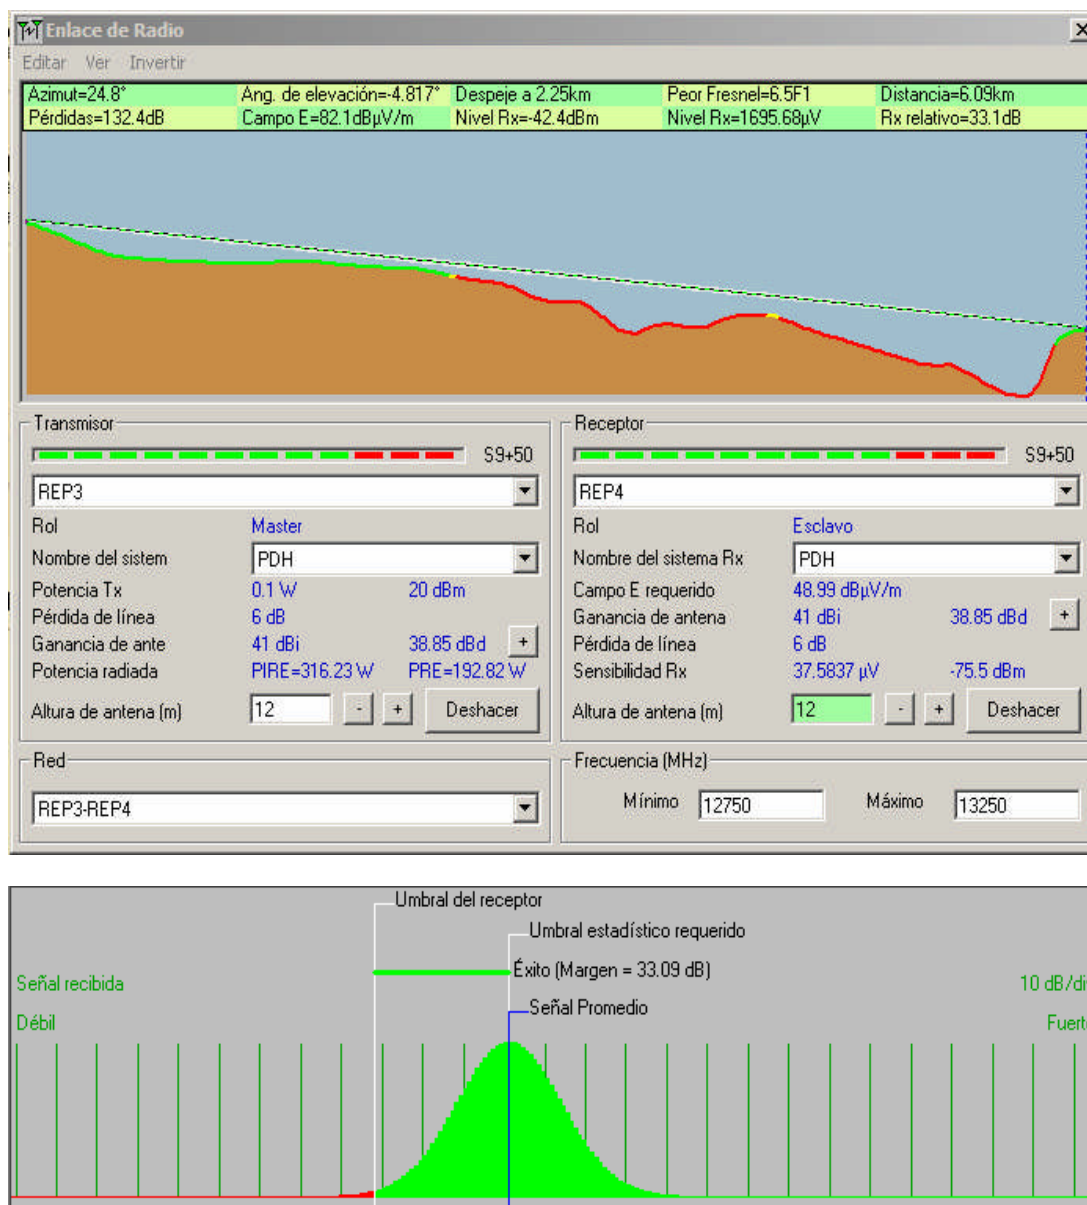 Enlace de Radio
Editar Ver Invertir
Azimut=24.8° Ang. de elevación=-4.817° Despeje a 2.25km Peor Fresnel=6.5F1 Distancia=6.09km
Pérdidas=132.4dB Campo E=82.1dBµV/m Nivel Rx=-42.4dBm Nivel Rx=1695.68µV Rx relativo=33.1dB
Transmisor
S9+50
REP3
Rol Master
Nombre del sistem PDH
Potencia Tx 0.1 W 20 dBm
Pérdida de línea 6 dB
Ganancia de ante 41 dBi 38.85 dBd +
Potencia radiada PIRE=316.23 W PRE=192.82 W
Altura de antena (m) 12 - + Deshacer
Receptor
S9+50
REP4
Rol Esclavo
Nombre del sistema Rx PDH
Campo E requerido 48.99 dBµV/m
Ganancia de antena 41 dBi 38.85 dBd +
Pérdida de línea 6 dB
Sensibilidad Rx 37.5837 µV -75.5 dBm
Altura de antena (m) 12 - + Deshacer
Red
REP3-REP4
Frecuencia (MHz)
Mínimo 12750 Máximo 13250
Umbral del receptor
Umbral estadístico requerido
Éxito (Margen = 33.09 dB)
Señal recibida 10 dB/di
Señal Promedio
Débil Fuert